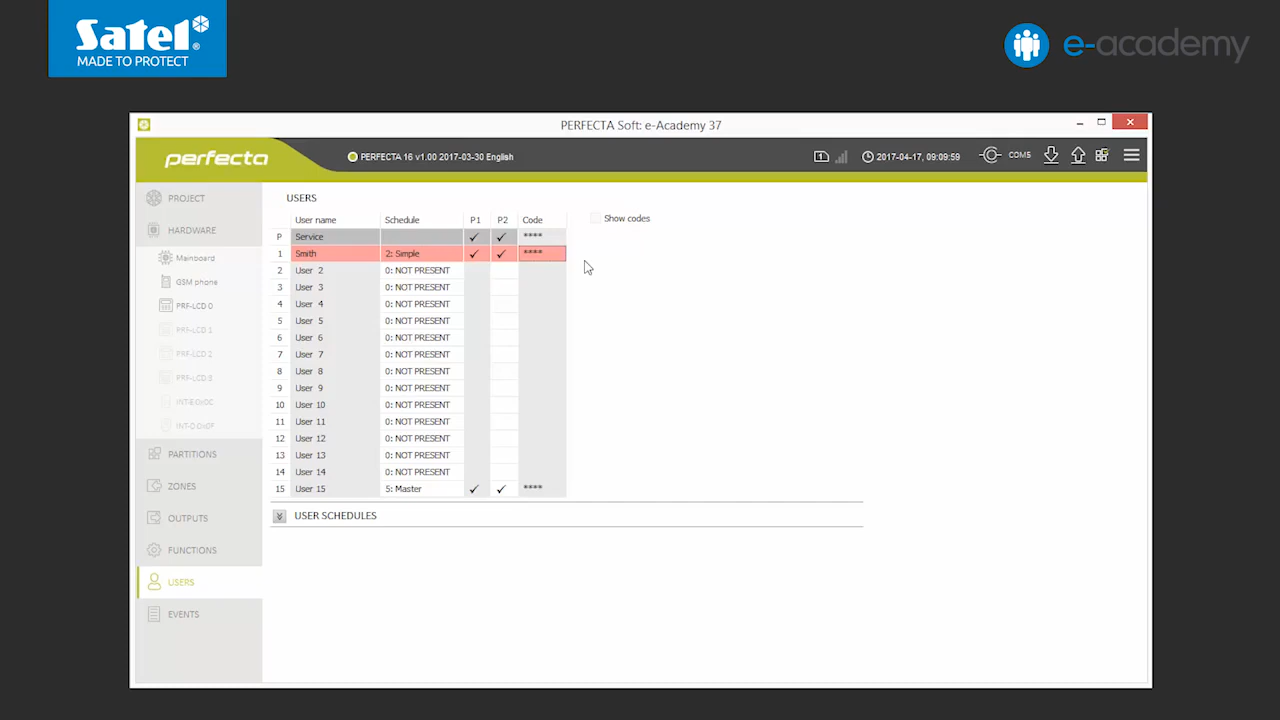 Satel®
MADE TO PROTECT
e-academy
PERFECTA Soft: e-Academy 37
perfecta
PERFECTA 16 v1.00 2017-03-30 English
1
2017-04-17, 09:09:59
COM5
PROJECT
HARDWARE
Mainboard
GSM phone
PRF-LCD 0
PRF-LCD 1
PRF-LCD 2
PARTITIONS
ZONES
OUTPUTS
FUNCTIONS
USERS
EVENTS
USERS
User name Schedule P1 P2 Code
Show codes
P Service ✓ ✓ ****
1 Smith 2: Simple ✓ ✓ ****
2 User 2 0: NOT PRESENT
3 User 3 0: NOT PRESENT
4 User 4 0: NOT PRESENT
5 User 5 0: NOT PRESENT
6 User 6 0: NOT PRESENT
7 User 7 0: NOT PRESENT
8 User 8 0: NOT PRESENT
9 User 9 0: NOT PRESENT
10 User 10 0: NOT PRESENT
11 User 11 0: NOT PRESENT
12 User 12 0: NOT PRESENT
13 User 13 0: NOT PRESENT
14 User 14 0: NOT PRESENT
15 User 15 5: Master ✓ ✓ ****
USER SCHEDULES